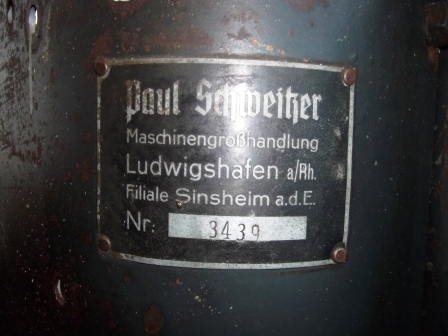 Paul Schweitzer
Maschinengroßhandlung
Ludwigshafen a/Rh.
Filiale Sinsheim a.d.E.
Nr: 3439